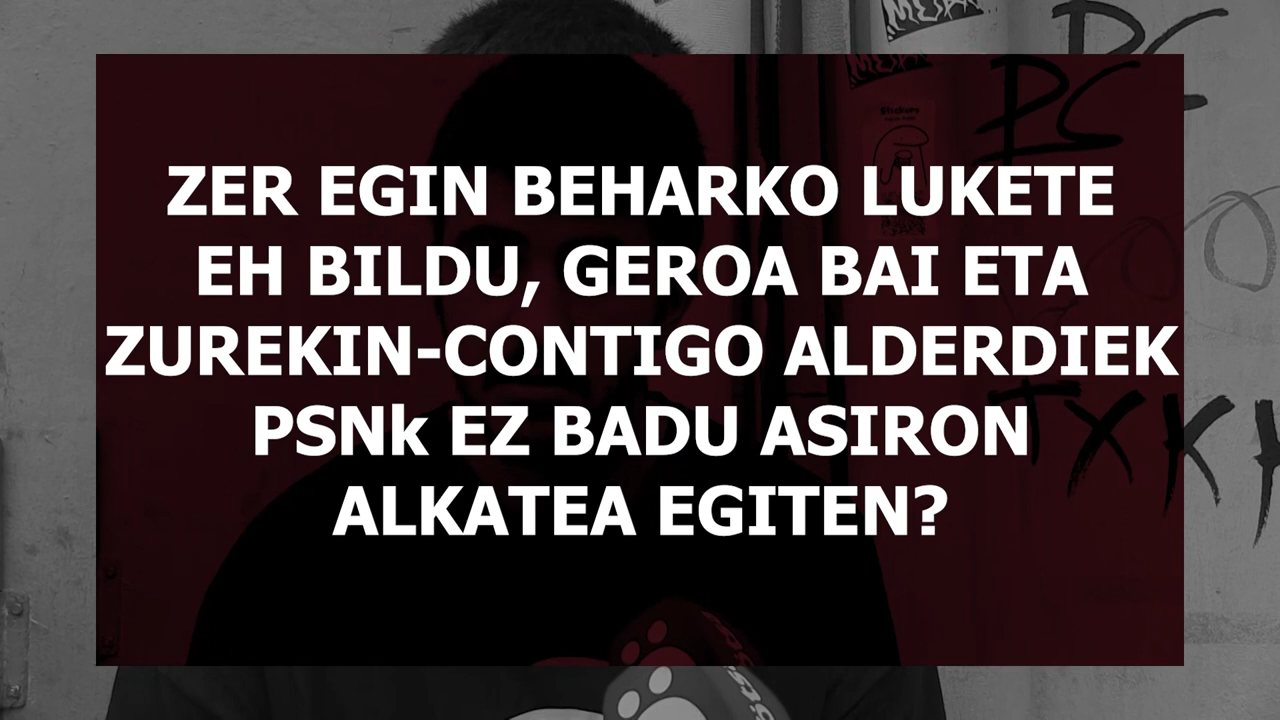 ZER EGIN BEHARKO LUKETE
EH BILDU, GEROA BAI ETA
ZUREKIN-CONTIGO ALDERDIEK
PSNk EZ BADU ASIRON
ALKATEA EGITEN?